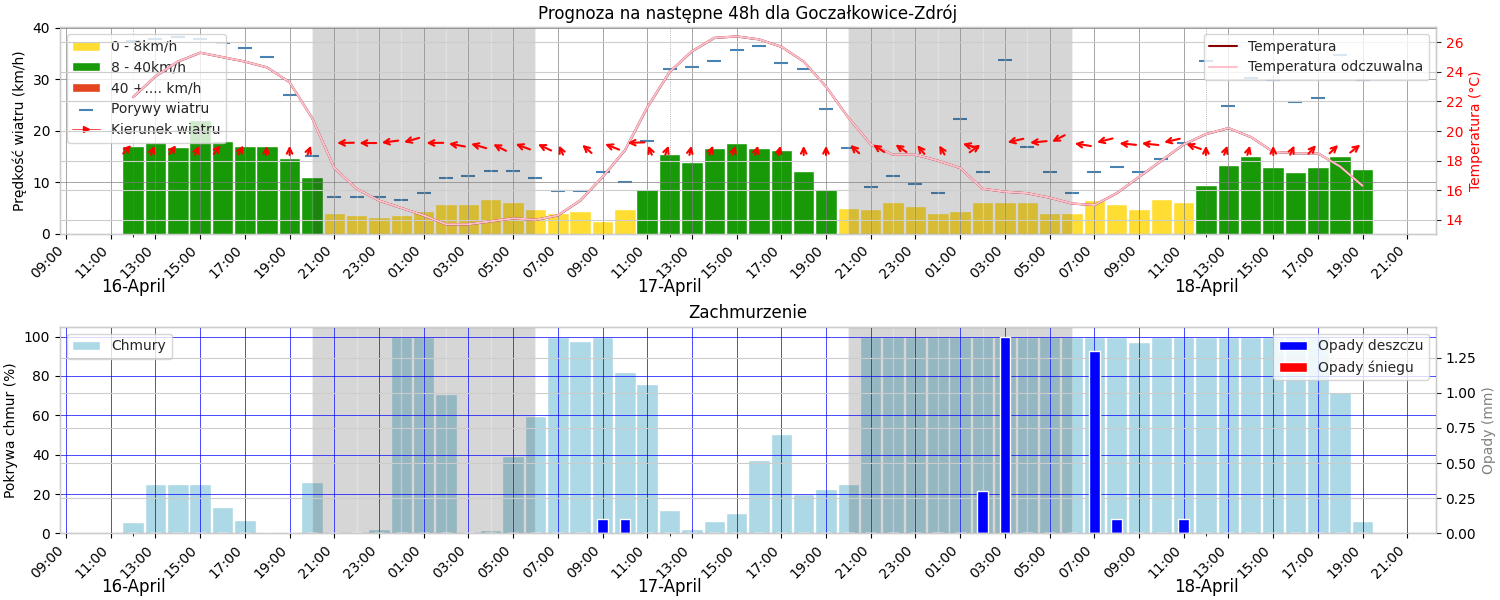 Prognoza na następne 48h dla Goczałkowice-Zdrój
Prędkość wiatru (km/h)
40
30
20
10
0
0 - 8km/h
8 - 40km/h
40 +.... km/h
Porywy wiatru
Kierunek wiatru
Temperatura
Temperatura odczuwalna
26
24
22
20
18
16
14
Temperatura (°C)
09:00 11:00 13:00 15:00 17:00 19:00 21:00 23:00 01:00 03:00 05:00 07:00 09:00 11:00 13:00 15:00 17:00 19:00 21:00 23:00 01:00 03:00 05:00 07:00 09:00 11:00 13:00 15:00 17:00 19:00 21:00
16-April 17-April 18-April
Zachmurzenie
Pokrywa chmur (%)
100
80
60
40
20
0
Chmury
Opady deszczu
Opady śniegu
1.25
1.00
0.75
0.50
0.25
0.00
Opady (mm)
09:00 11:00 13:00 15:00 17:00 19:00 21:00 23:00 01:00 03:00 05:00 07:00 09:00 11:00 13:00 15:00 17:00 19:00 21:00 23:00 01:00 03:00 05:00 07:00 09:00 11:00 13:00 15:00 17:00 19:00 21:00
16-April 17-April 18-April